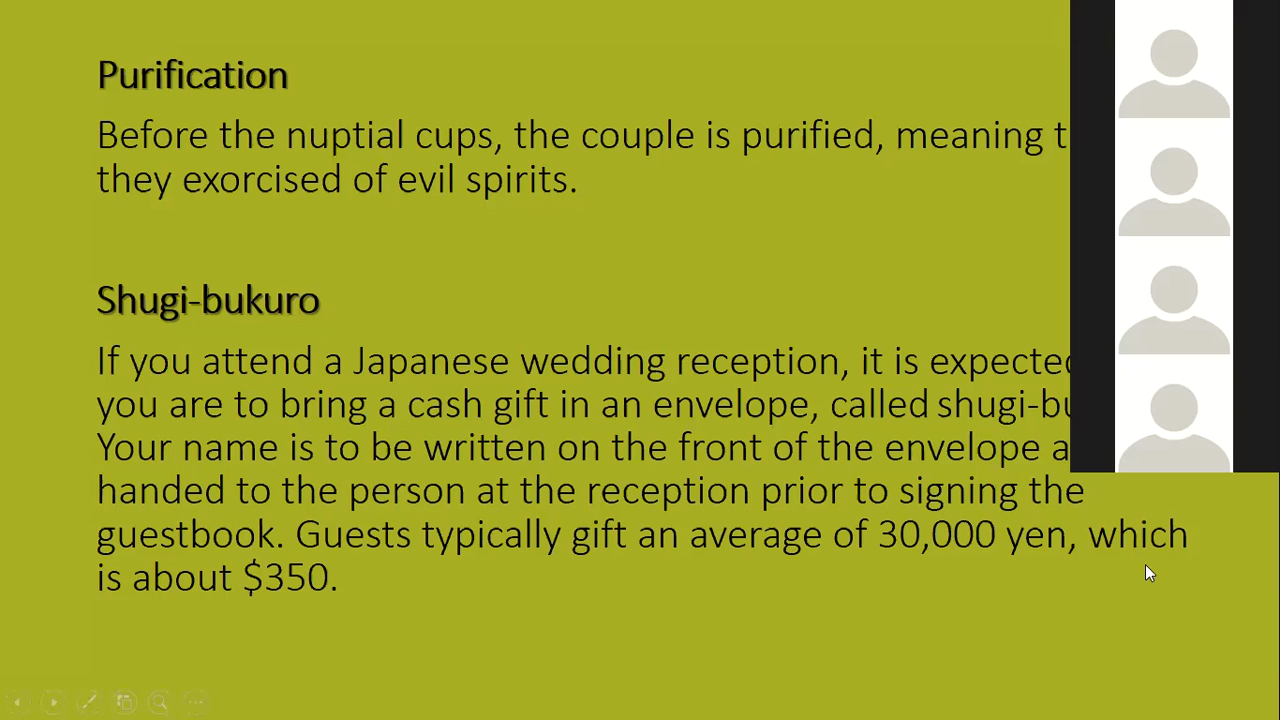 Purification
Before the nuptial cups, the couple is purified, meaning
they exorcised of evil spirits.
Shugi-bukuro
If you attend a Japanese wedding reception, it is
you are to bring a cash gift in an envelope, called
Your name is to be written on the front of the envelope
handed to the person at the reception prior to signing the
guestbook. Guests typically gift an average of 30,000 yen, which
is about $350.